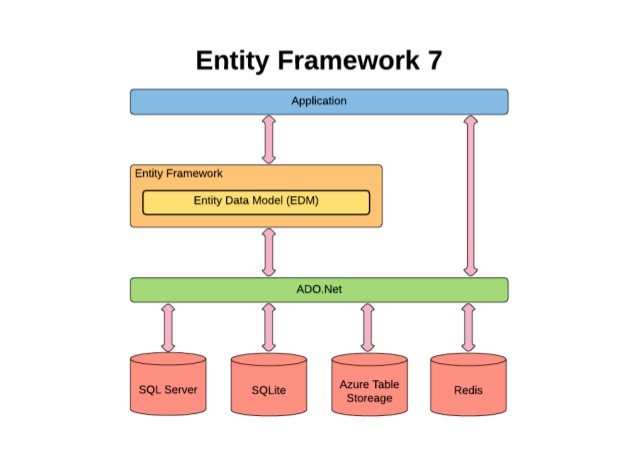 Entity Framework 7
Application
Entity Framework
Entity Data Model (EDM)
ADO.Net
SQL Server
SQLite
Azure Table
Storeage
Redis